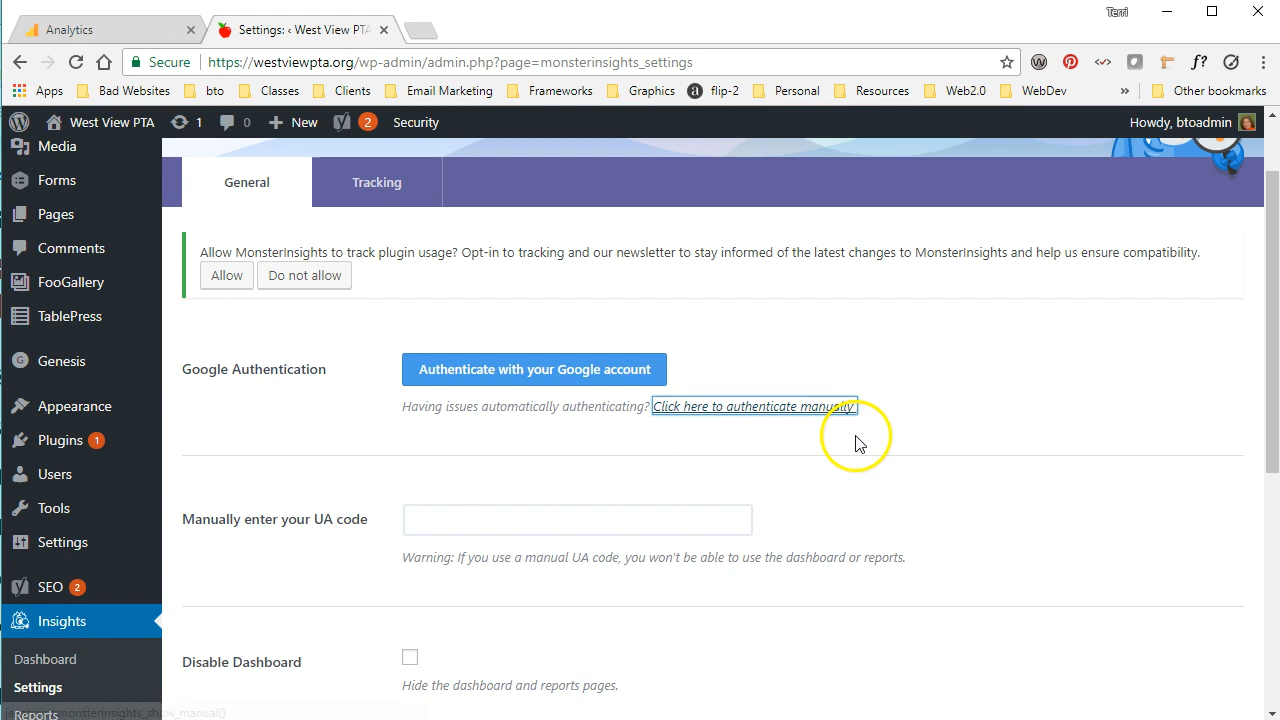 Terri
Analytics
Settings: ‹ West View PTA
Secure https://westviewpta.org/wp-admin/admin.php?page=monsterinsights_settings
Apps Bad Websites bto Classes Clients Email Marketing Frameworks Graphics flip-2 Personal Resources Web2.0 WebDev » Other bookmarks
West View PTA 1 0 New 2 Security Howdy, btoadmin
Media
Forms
Pages
Comments
FooGallery
TablePress
Genesis
Appearance
Plugins 1
Users
Tools
Settings
SEO 2
Insights
Dashboard
Settings
Reports
General Tracking
Allow MonsterInsights to track plugin usage? Opt-in to tracking and our newsletter to stay informed of the latest changes to MonsterInsights and help us ensure compatibility.
Allow Do not allow
Google Authentication
Authenticate with your Google account
Having issues automatically authenticating? Click here to authenticate manually
Manually enter your UA code
Warning: If you use a manual UA code, you won't be able to use the dashboard or reports.
Disable Dashboard
Hide the dashboard and reports pages.